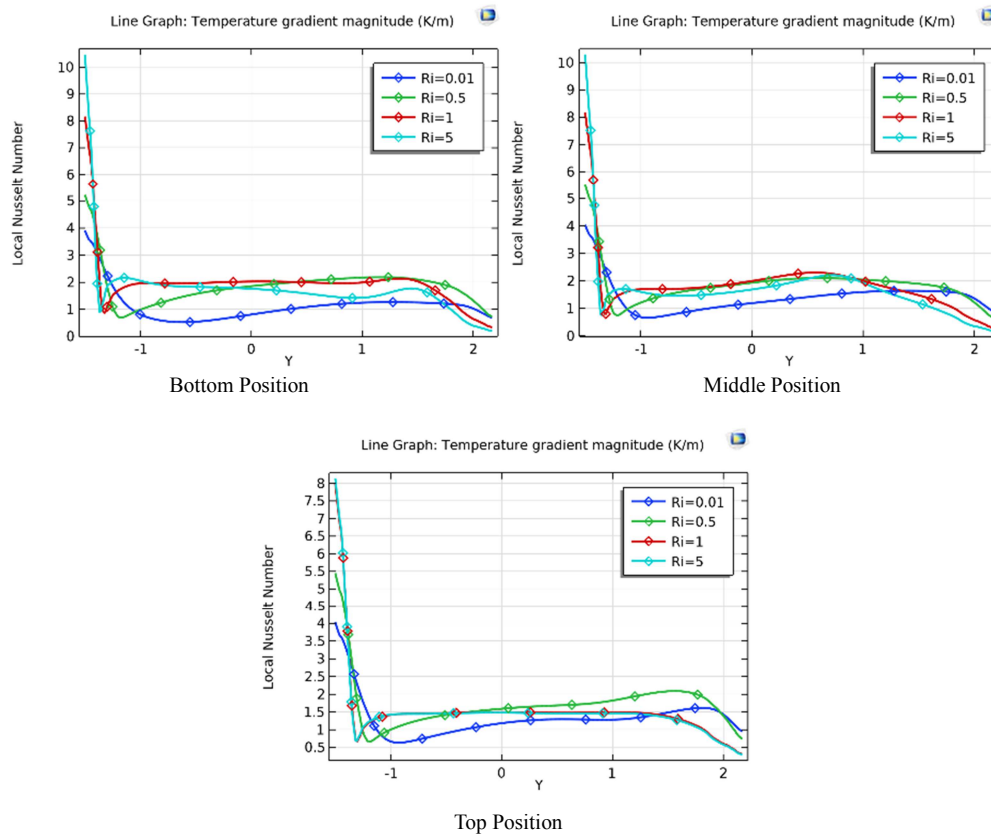 Line Graph: Temperature gradient magnitude (K/m)
Local Nusselt Number
10
9
8
7
6
5
4
3
2
1
0
Ri=0.01
Ri=0.5
Ri=1
Ri=5
-1
0
1
2
Y
Bottom Position
Line Graph: Temperature gradient magnitude (K/m)
Local Nusselt Number
10
9
8
7
6
5
4
3
2
1
0
Ri=0.01
Ri=0.5
Ri=1
Ri=5
-1
0
1
2
Y
Middle Position
Line Graph: Temperature gradient magnitude (K/m)
Local Nusselt Number
8
7.5
7
6.5
6
5.5
5
4.5
4
3.5
3
2.5
2
1.5
1
0.5
Ri=0.01
Ri=0.5
Ri=1
Ri=5
-1
0
1
2
Y
Top Position